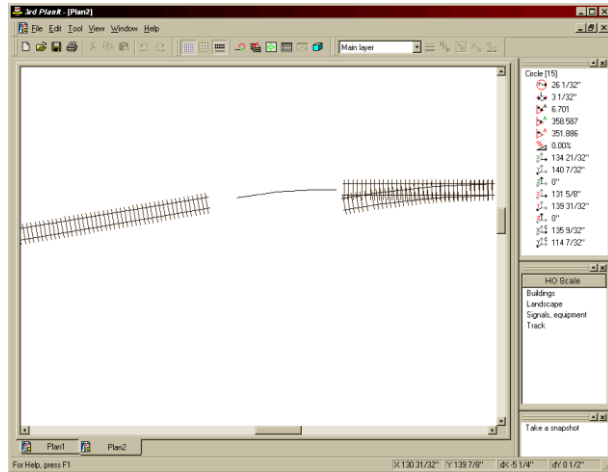 3rd PlanIt - [Plan2]
File Edit Tool View Window Help
Main layer
Circle [15]
26 1/32"
3 1/32"
6.701
358.587
351.886
0.00%
134 21/32"
140 7/32"
0"
131 5/8"
139 31/32"
0"
135 9/32"
114 7/32"
HO Scale
Buildings
Landscape
Signals, equipment
Track
Take a snapshot
Plan1 Plan2
For Help, press F1 X 130 31/32" Y 139 7/8" dX -5 1/4" dY 0 1/2"